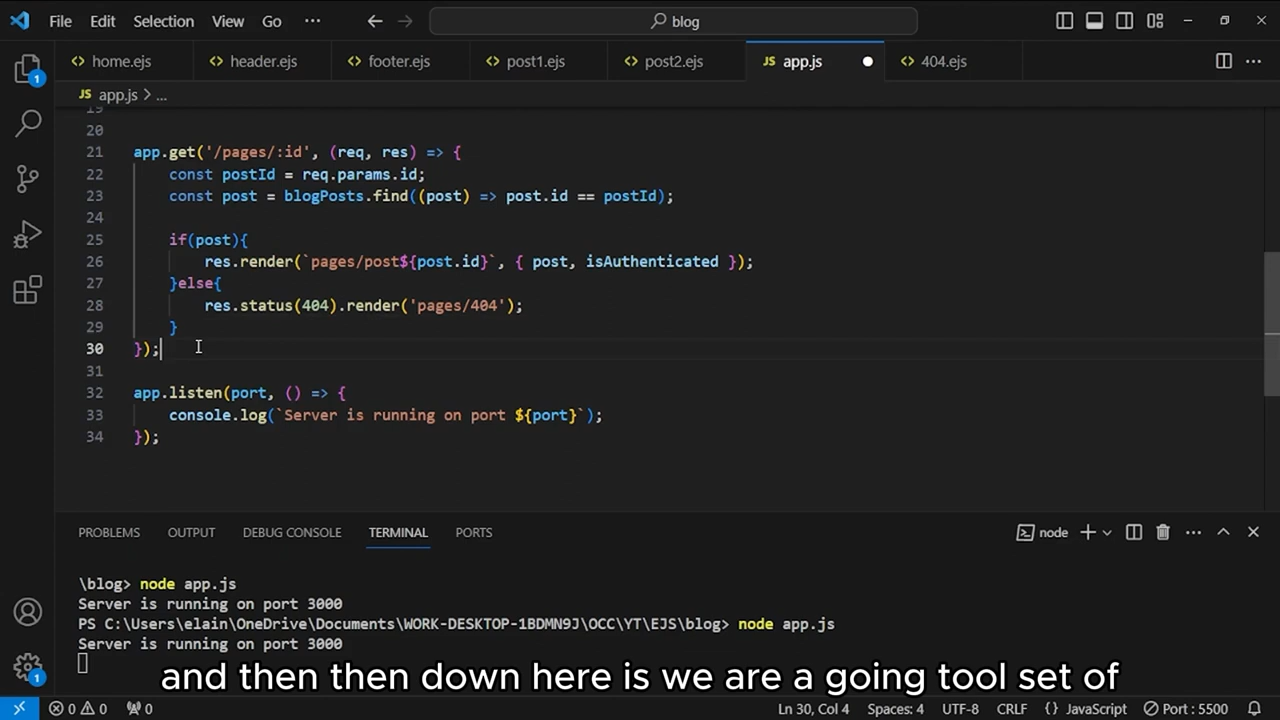 File Edit Selection View Go ··· blog
home.ejs header.ejs footer.ejs post1.ejs post2.ejs JS app.js 404.ejs
1
JS app.js > ...
19
20
21 app.get('/pages/:id', (req, res) => {
22 const postId = req.params.id;
23 const post = blogPosts.find((post) => post.id == postId);
24
25 if(post){
26 res.render(`pages/post${post.id}`, { post, isAuthenticated });
27 }else{
28 res.status(404).render('pages/404');
29 }
30 });
31
32 app.listen(port, () => {
33 console.log(`Server is running on port ${port}`);
34 });
PROBLEMS OUTPUT DEBUG CONSOLE TERMINAL PORTS node
\blog> node app.js
Server is running on port 3000
PS C:\Users\elain\OneDrive\Documents\WORK-DESKTOP-1BDMN9J\OCC\YT\EJS\blog> node app.js
Server is running on port 3000
1
and then then down here is we are a going tool set of
0 0 0 Ln 30, Col 4 Spaces: 4 UTF-8 CRLF {} JavaScript Port : 5500